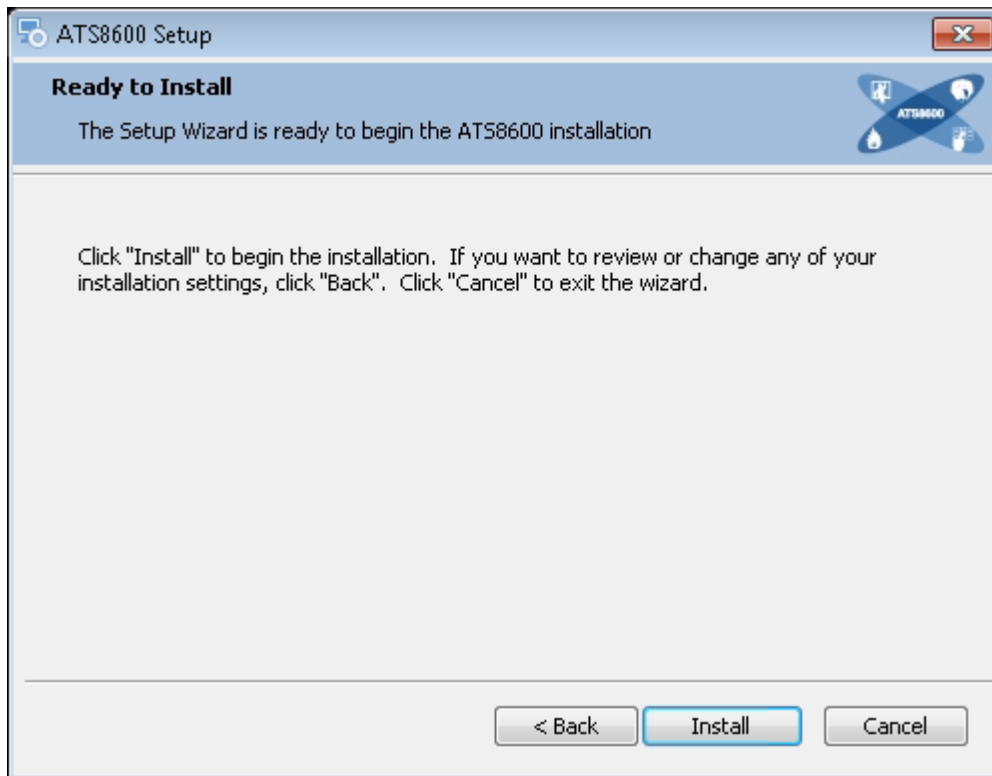 ATS8600 Setup
Ready to Install
The Setup Wizard is ready to begin the ATS8600 installation
ATS8600
Click "Install" to begin the installation.  If you want to review or change any of your
installation settings, click "Back".  Click "Cancel" to exit the wizard.
< Back
Install
Cancel